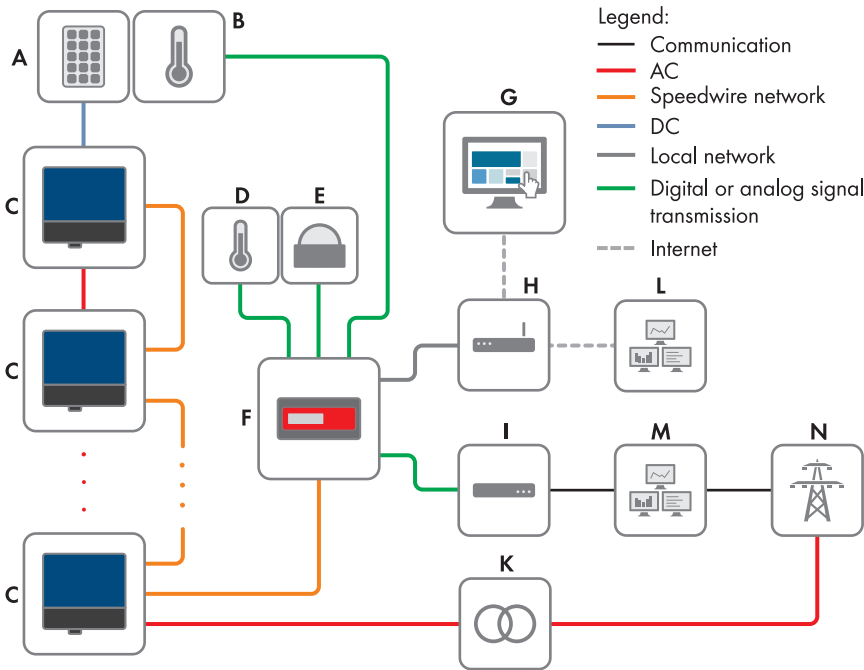 A
B
Legend:
Communication
AC
Speedwire network
DC
Local network
Digital or analog signal
transmission
Internet
G
C
D
E
H
L
C
F
I
M
N
K
C